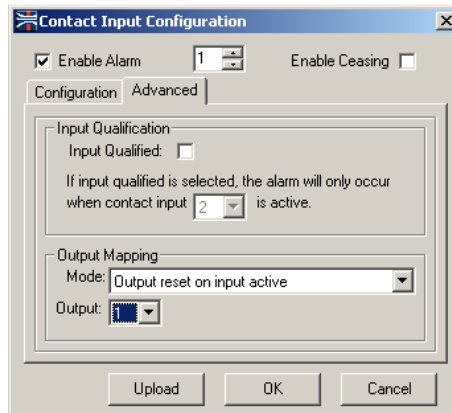 Contact Input Configuration
Enable Alarm 1 Enable Ceasing
Configuration Advanced
Input Qualification
Input Qualified:
If input qualified is selected, the alarm will only occur
when contact input 2 is active.
Output Mapping
Mode: Output reset on input active
Output: 1
Upload OK Cancel